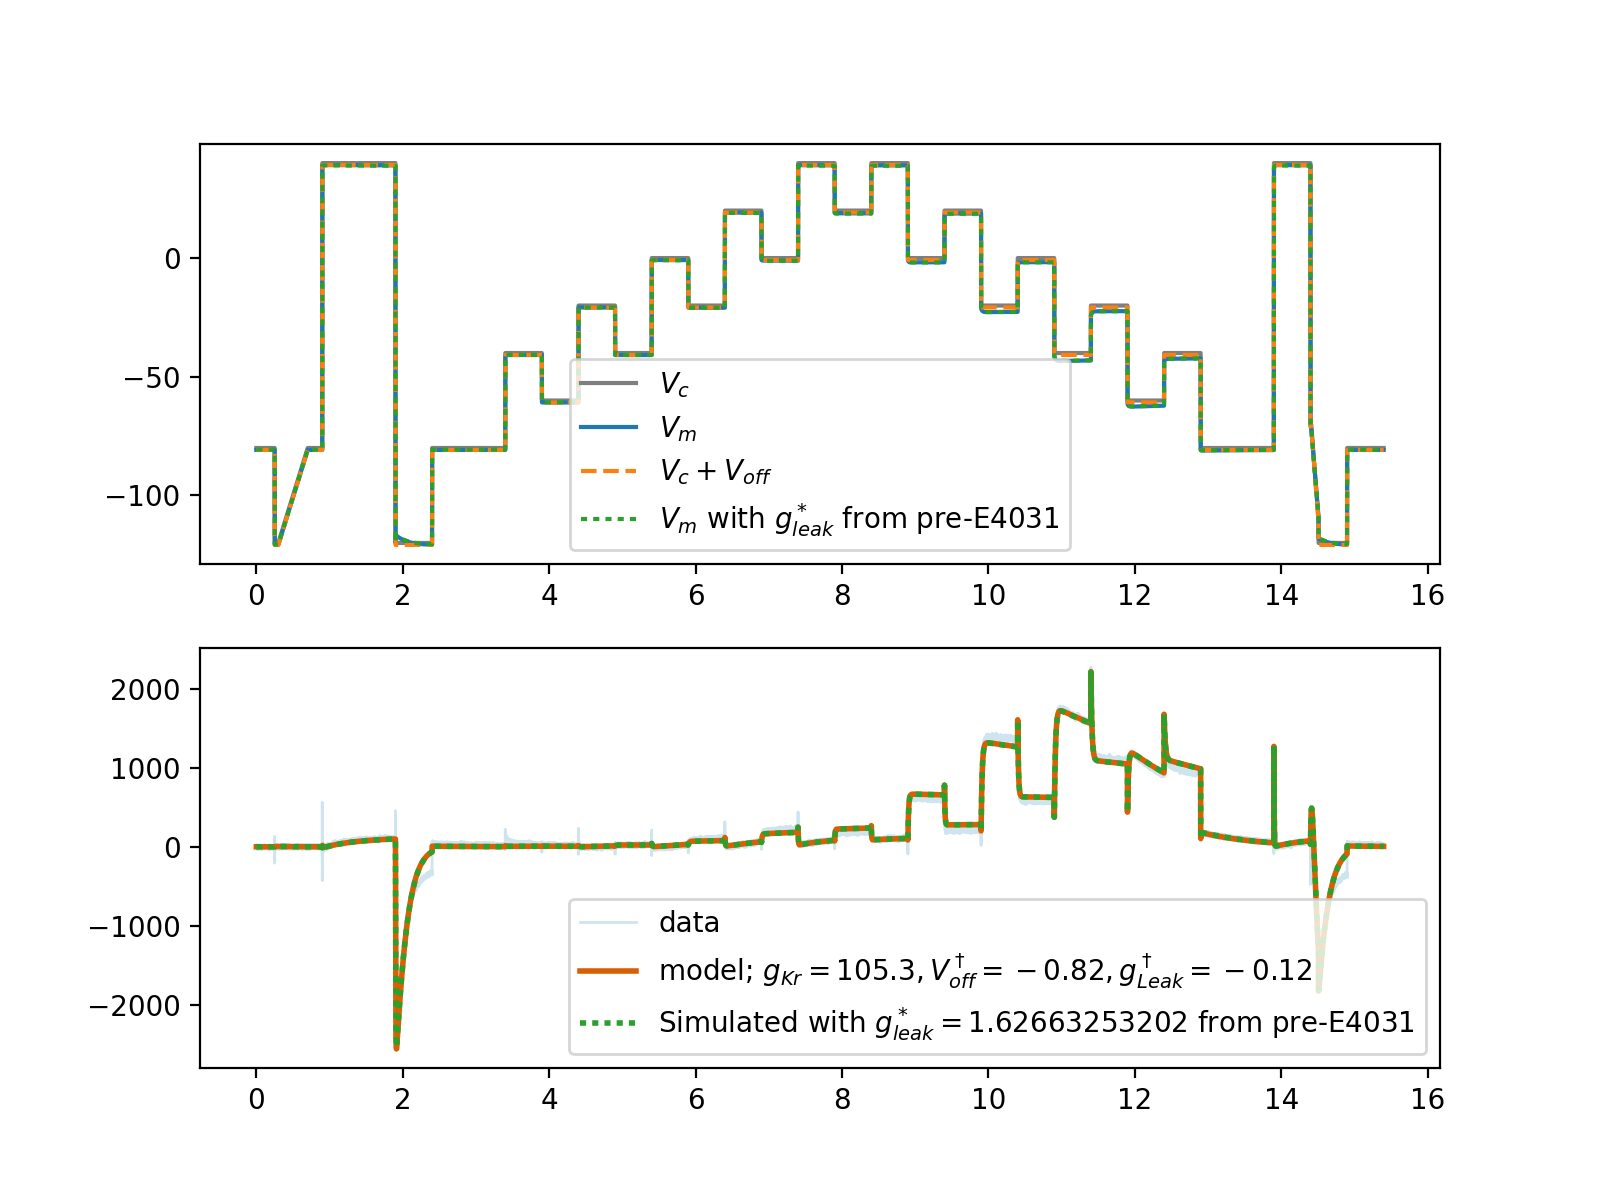 0
−50
−100
V_c
V_m
V_c + V_off
V_m with g*_leak from pre-E4031
0 2 4 6 8 10 12 14 16
2000
1000
0
−1000
−2000
data
model; g_Kr = 105.3, V†_off = −0.82, g†_Leak = −0.12
Simulated with g*_leak = 1.62663253202 from pre-E4031
0 2 4 6 8 10 12 14 16